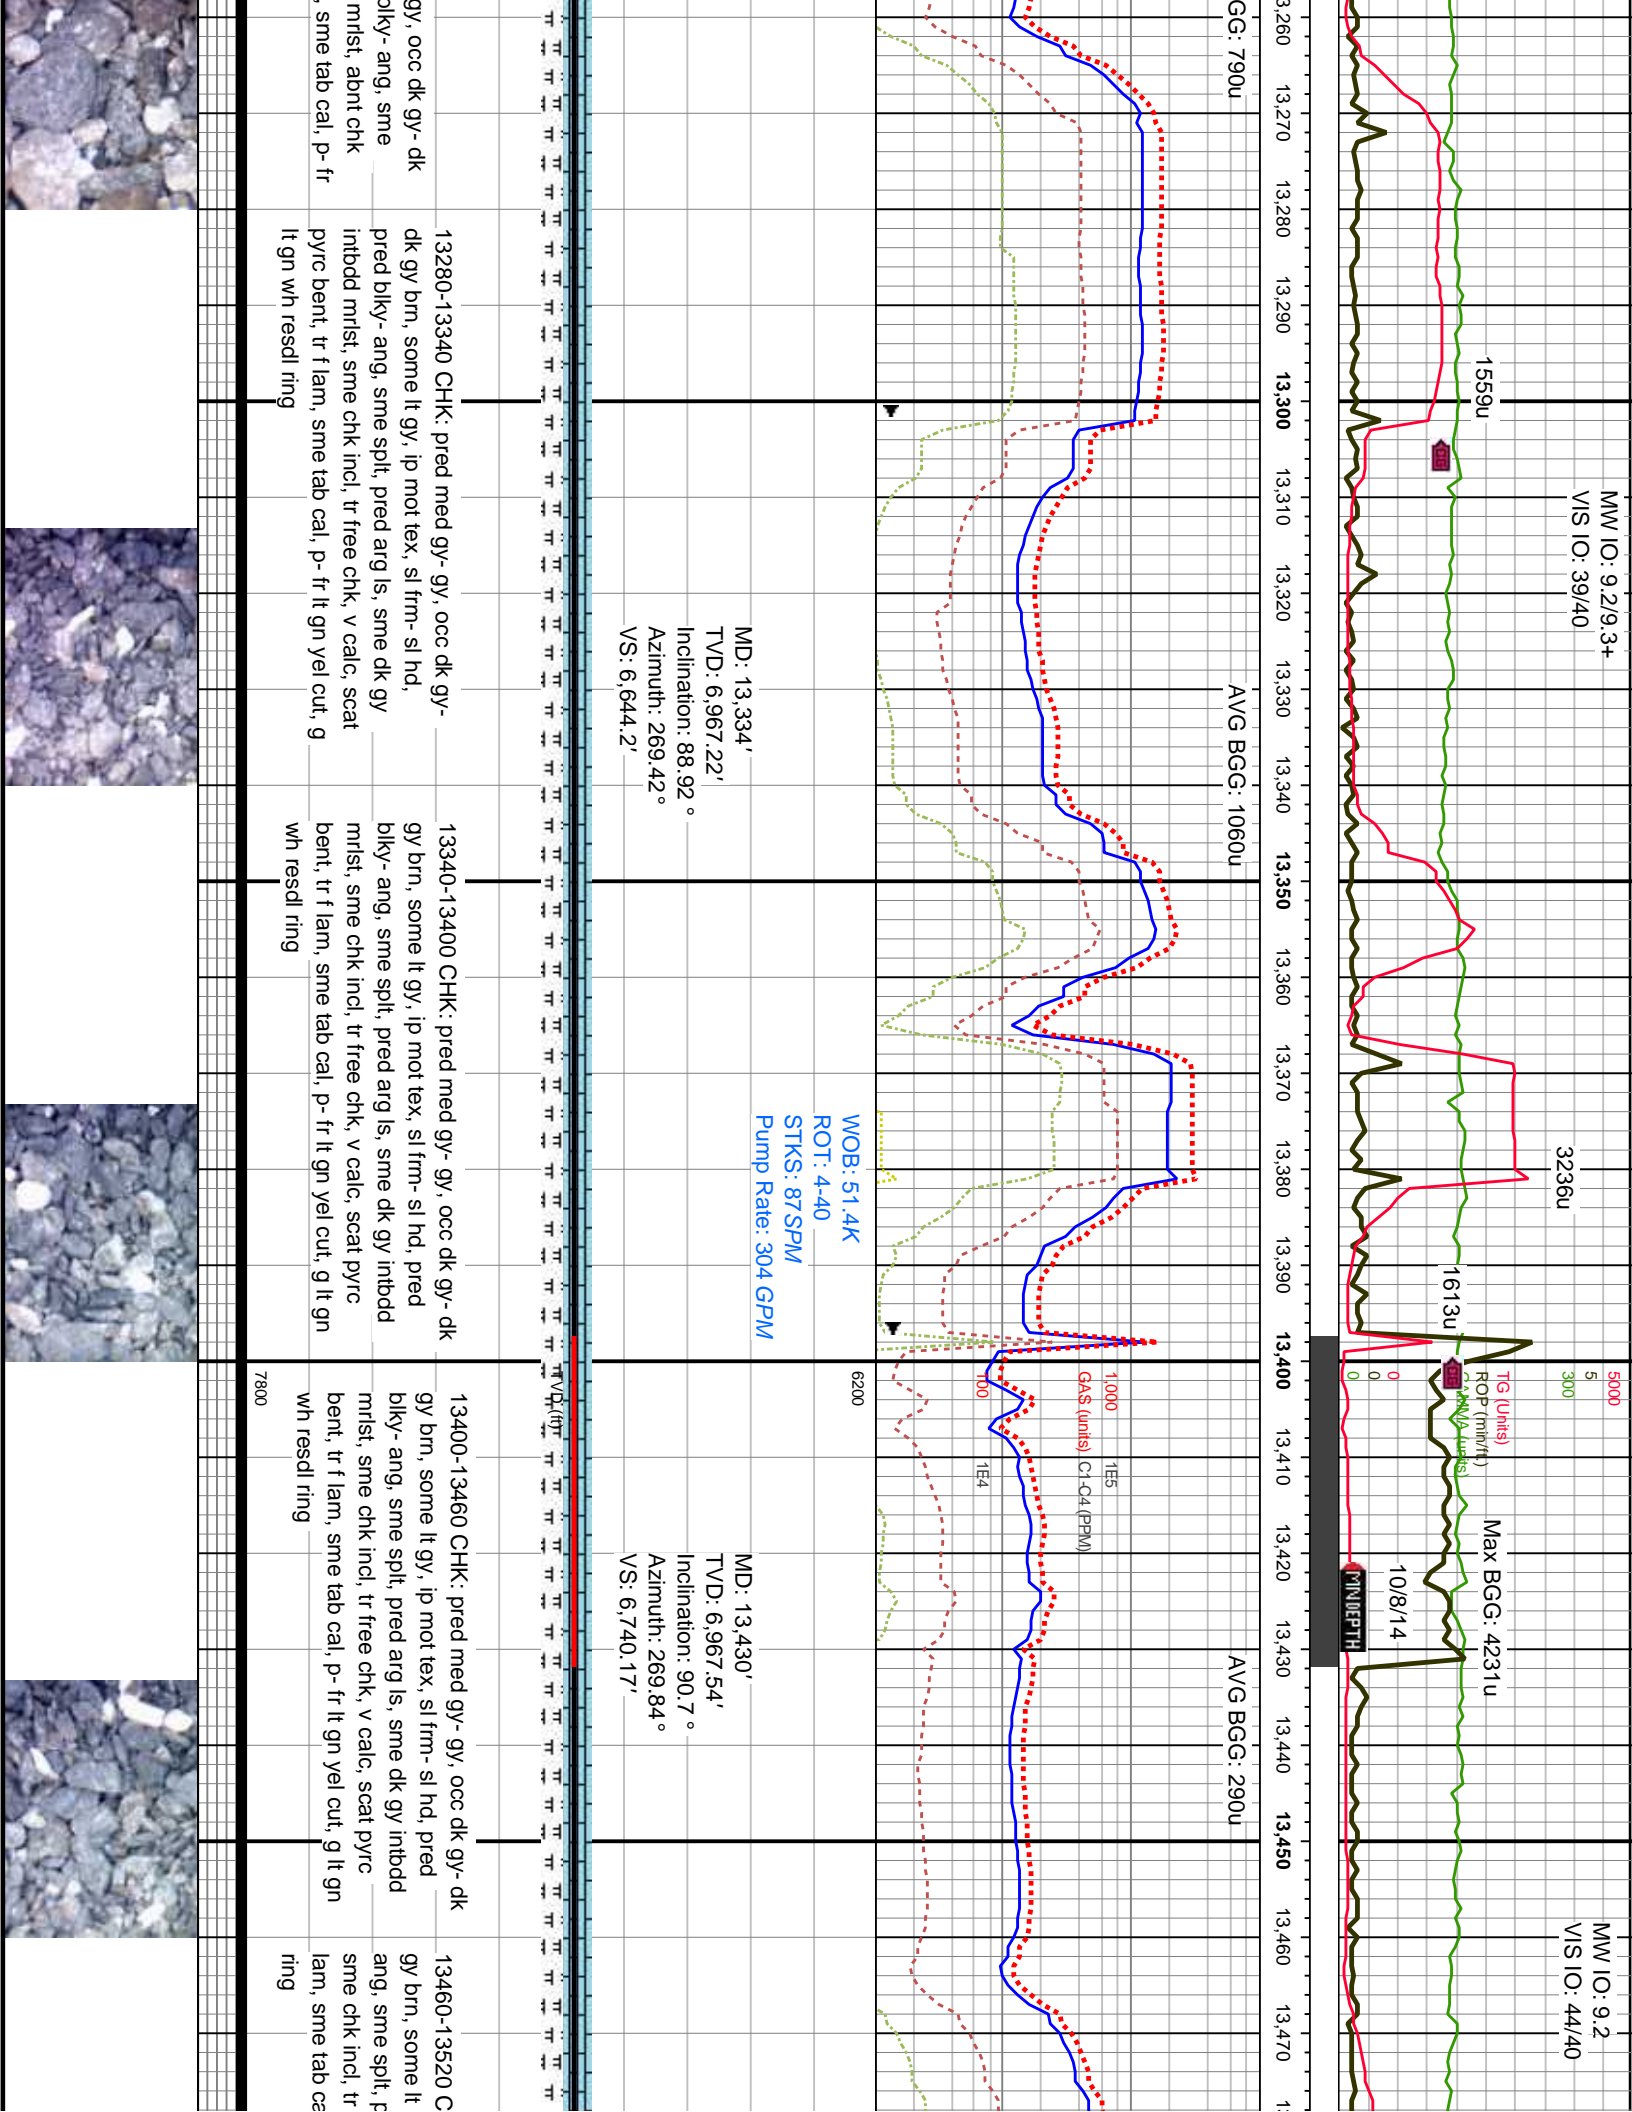 MW IO: 9.2/9.3+
VIS IO: 39/40
MW IO: 9.2
VIS IO: 44/40
1559u
3236u
1613u
5000
300
5
TG (Units)
ROP (min/ft.)
GAMMA (units)
0
0
0
Max BGG: 4231u
10/8/14
MNDEPTH
13,270
13,280
13,290
13,300
13,310
13,320
13,330
13,340
13,350
13,360
13,370
13,380
13,390
13,400
13,410
13,420
13,430
13,440
13,450
13,460
13,470
GG: 790u
AVG BGG: 1060u
AVG BGG: 290u
1,000
GAS (units)
100
1E5
C1-C4 (PPM)
1E4
6200
7800
WOB: 51.4K
ROT: 4-40
STKS: 87SPM
Pump Rate: 304 GPM
MD: 13,334'
TVD: 6,967.22'
Inclination: 88.92 °
Azimuth: 269.42 °
VS: 6,644.2'
MD: 13,430'
TVD: 6,967.54'
Inclination: 90.7 °
Azimuth: 269.84 °
VS: 6,740.17'
gy, occ dk gy- dk
blky- ang, sme
mrlst, abnt chk
, sme tab cal, p- fr
13280-13340 CHK: pred med gy- gy, occ dk gy-
dk gy brn, some lt gy, ip mot tex, sl frm- sl hd,
pred blky- ang, sme splt, pred arg ls, sme dk gy
intbdd mrlst, sme chk incl, tr free chk, v calc, scat
pyrc bent, tr f lam, sme tab cal, p- fr lt gn yel cut, g
lt gn wh resdl ring
13340-13400 CHK: pred med gy- gy, occ dk gy- dk
gy brn, some lt gy, ip mot tex, sl frm- sl hd, pred
blky- ang, sme splt, pred arg ls, sme dk gy intbdd
mrlst, sme chk incl, tr free chk, v calc, scat pyrc
bent, tr f lam, sme tab cal, p- fr lt gn yel cut, g lt gn
wh resdl ring
13400-13460 CHK: pred med gy- gy, occ dk gy- dk
gy brn, some lt gy, ip mot tex, sl frm- sl hd, pred
blky- ang, sme splt, pred arg ls, sme dk gy intbdd
mrlst, sme chk incl, tr free chk, v calc, scat pyrc
bent, tr f lam, sme tab cal, p- fr lt gn yel cut, g lt gn
wh resdl ring
13460-13520 C
gy brn, some lt
ang, sme splt, p
sme chk incl, tr
lam, sme tab ca
ring